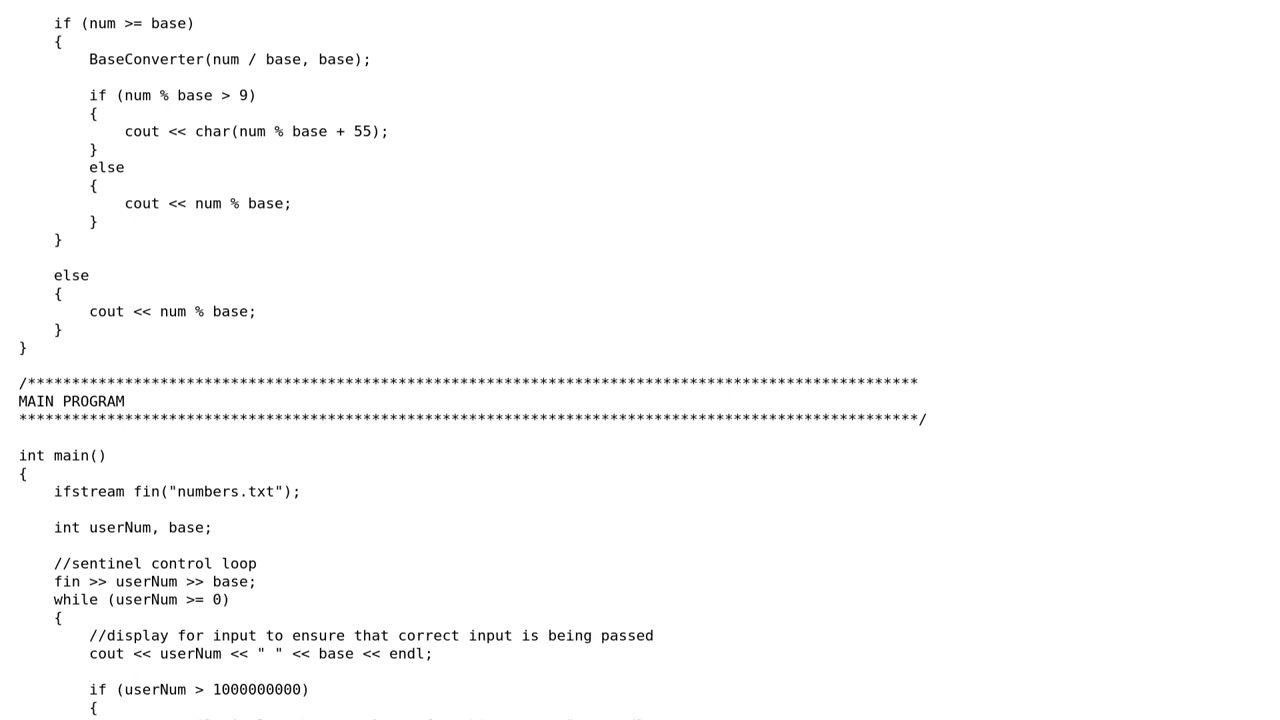 if (num >= base)
{
BaseConverter(num / base, base);
if (num % base > 9)
{
cout << char(num % base + 55);
}
else
{
cout << num % base;
}
}
else
{
cout << num % base;
}
}
/*****************************************************************************************************
MAIN PROGRAM
******************************************************************************************************/
int main()
{
ifstream fin("numbers.txt");
int userNum, base;
//sentinel control loop
fin >> userNum >> base;
while (userNum >= 0)
{
//display for input to ensure that correct input is being passed
cout << userNum << " " << base << endl;
if (userNum > 1000000000)
{